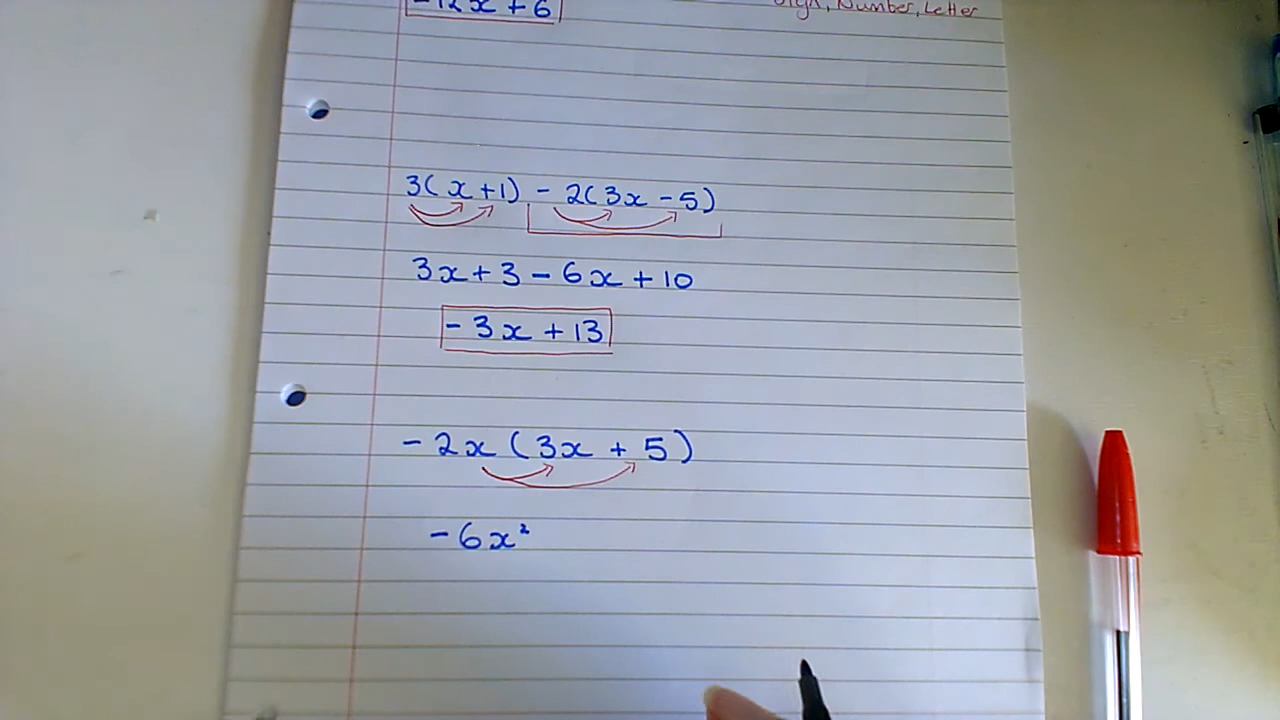 -12x + 6
Sign, Number, Letter
3(x+1) - 2(3x - 5)
3x + 3 - 6x + 10
- 3x + 13
- 2x (3x + 5)
- 6x²